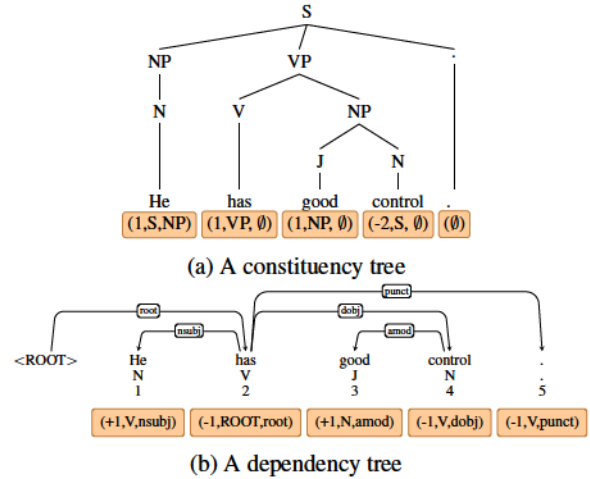 S
NP VP .
N V NP
J N
He has good control .
(1,S,NP) (1,VP, ∅) (1,NP, ∅) (-2,S, ∅) (∅)
(a) A constituency tree
punct
root dobj
nsubj amod
<ROOT> He has good control .
N V J N .
1 2 3 4 5
(+1,V,nsubj) (-1,ROOT,root) (+1,N,amod) (-1,V,dobj) (-1,V,punct)
(b) A dependency tree